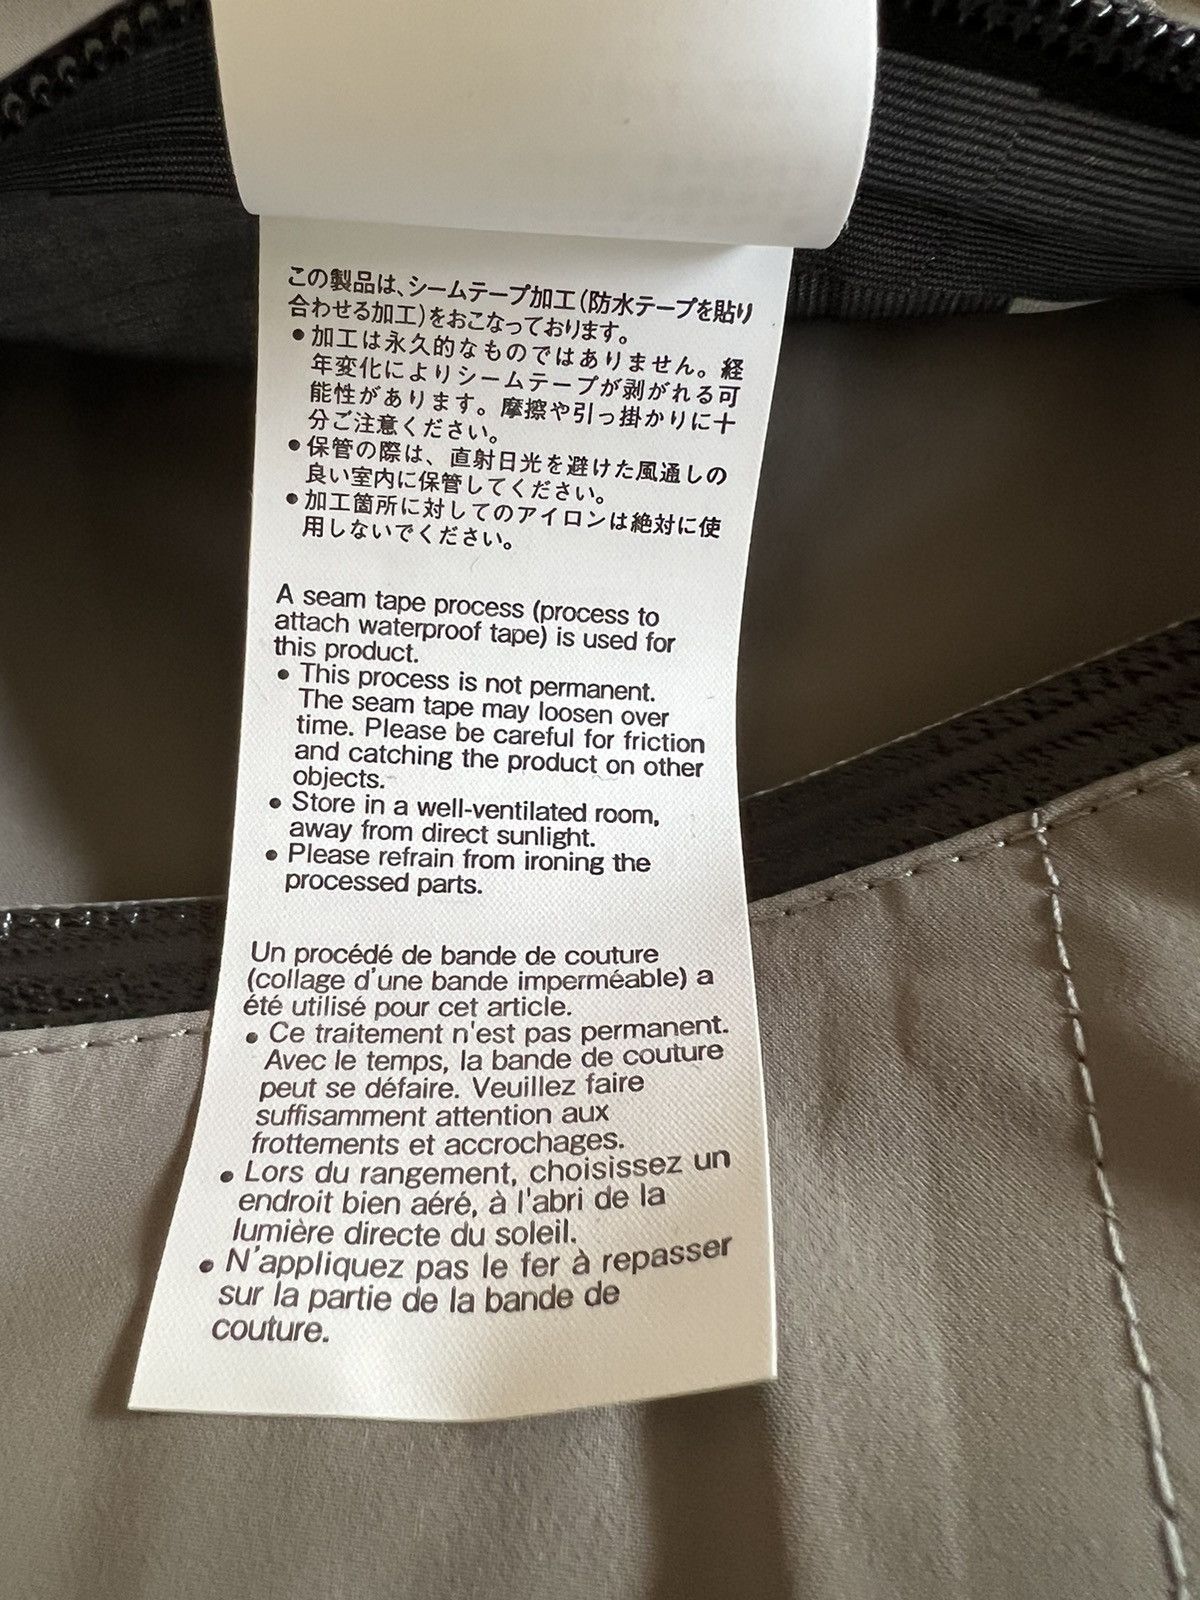 この製品は、シームテープ加工(防水テープを貼り
合わせる加工)をおこなっております。
●加工は永久的なものではありません。経
年変化によりシームテープが剥がれる可
能性があります。摩擦や引っ掛かりに十
分ご注意ください。
●保管の際は、直射日光を避けた風通しの
良い室内に保管してください。
●加工箇所に対してのアイロンは絶対に使
用しないでください。
A seam tape process (process to
attach waterproof tape) is used for
this product.
● This process is not permanent.
The seam tape may loosen over
time. Please be careful for friction
and catching the product on other
objects.
● Store in a well-ventilated room,
away from direct sunlight.
● Please refrain from ironing the
processed parts.
Un procédé de bande de couture
(collage d'une bande imperméable) a
été utilisé pour cet article.
● Ce traitement n'est pas permanent.
Avec le temps, la bande de couture
peut se défaire. Veuillez faire
suffisamment attention aux
frottements et accrochages.
● Lors du rangement, choisissez un
endroit bien aéré, à l'abri de la
lumière directe du soleil.
● N'appliquez pas le fer à repasser
sur la partie de la bande de
couture.